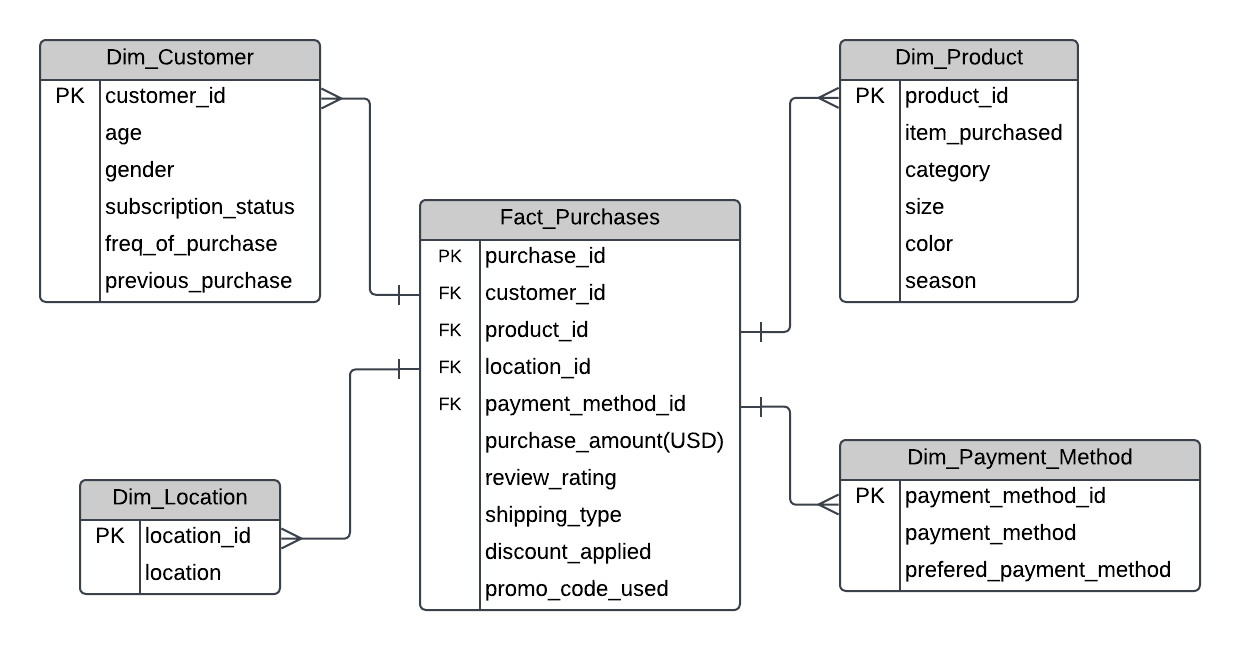 Dim_Customer
PK customer_id
age
gender
subscription_status
freq_of_purchase
previous_purchase
Dim_Product
PK product_id
item_purchased
category
size
color
season
Fact_Purchases
PK purchase_id
FK customer_id
FK product_id
FK location_id
FK payment_method_id
purchase_amount(USD)
review_rating
shipping_type
discount_applied
promo_code_used
Dim_Location
PK location_id
location
Dim_Payment_Method
PK payment_method_id
payment_method
prefered_payment_method